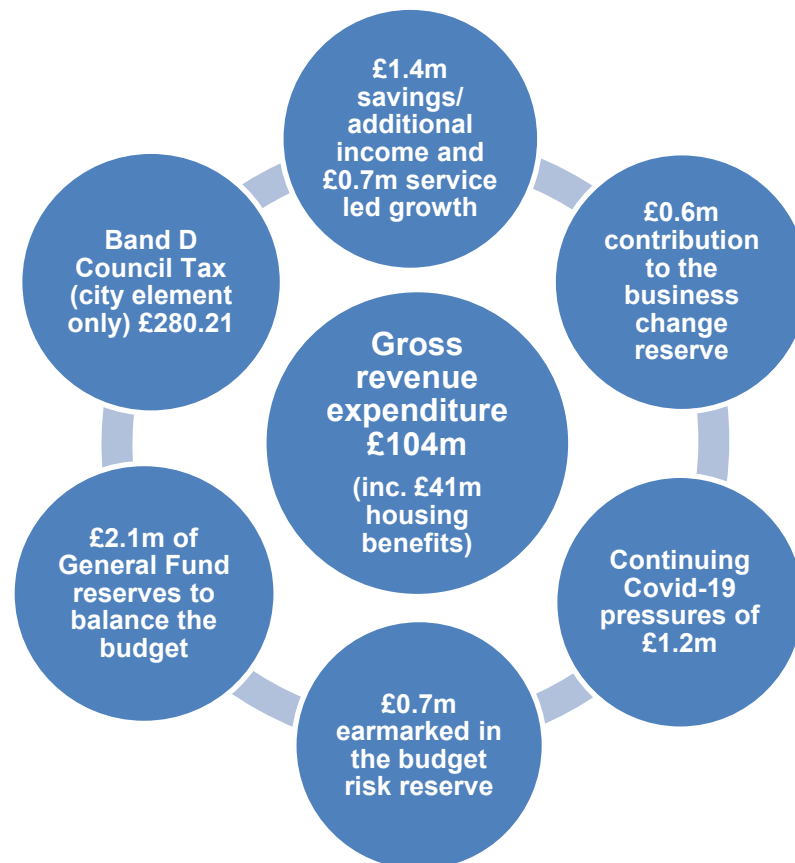 £1.4m
savings/
additional
income and
£0.7m service
led growth
£0.6m
contribution
to the
business
change
reserve
Continuing
Covid-19
pressures of
£1.2m
£0.7m
earmarked in
the budget
risk reserve
£2.1m of
General Fund
reserves to
balance the
budget
Band D
Council Tax
(city element
only) £280.21
Gross
revenue
expenditure
£104m
(inc. £41m
housing
benefits)